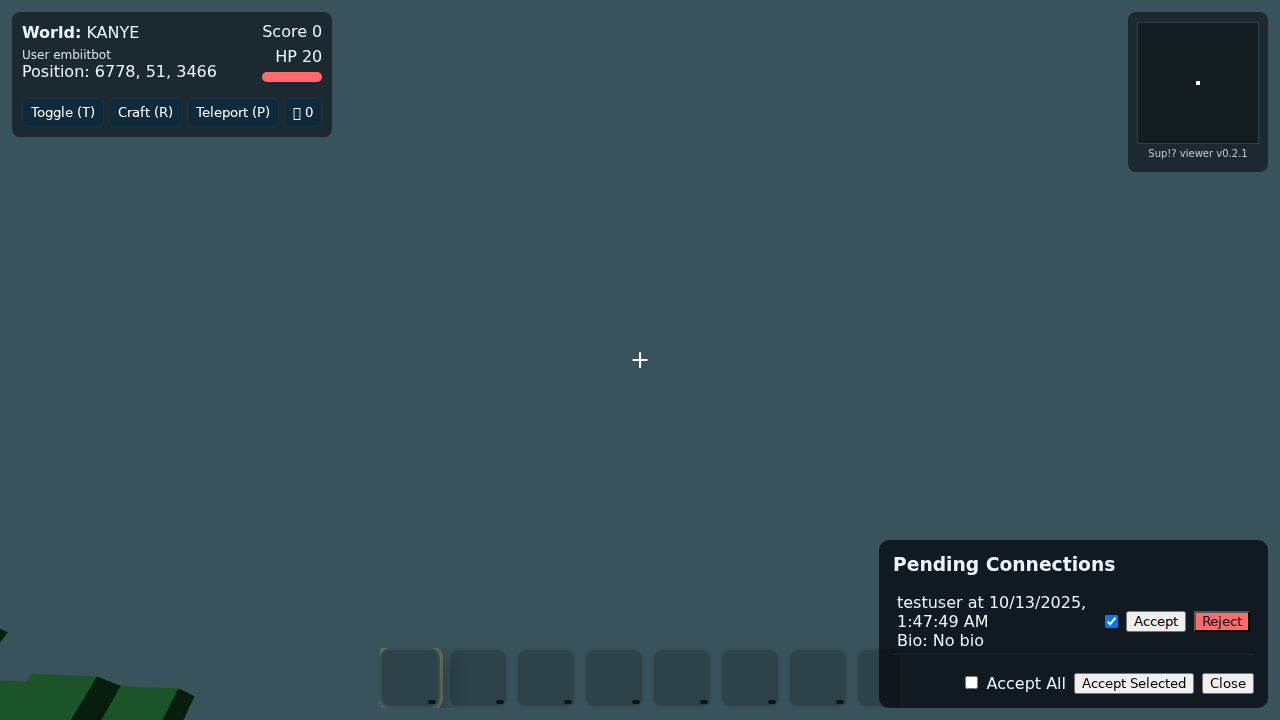 World: KANYE
Score 0
User embiitbot
HP 20
Position: 6778, 51, 3466
Toggle (T)
Craft (R)
Teleport (P)
0
Sup!? viewer v0.2.1
Pending Connections
testuser at 10/13/2025,
1:47:49 AM
Bio: No bio
Accept
Reject
Accept All
Accept Selected
Close